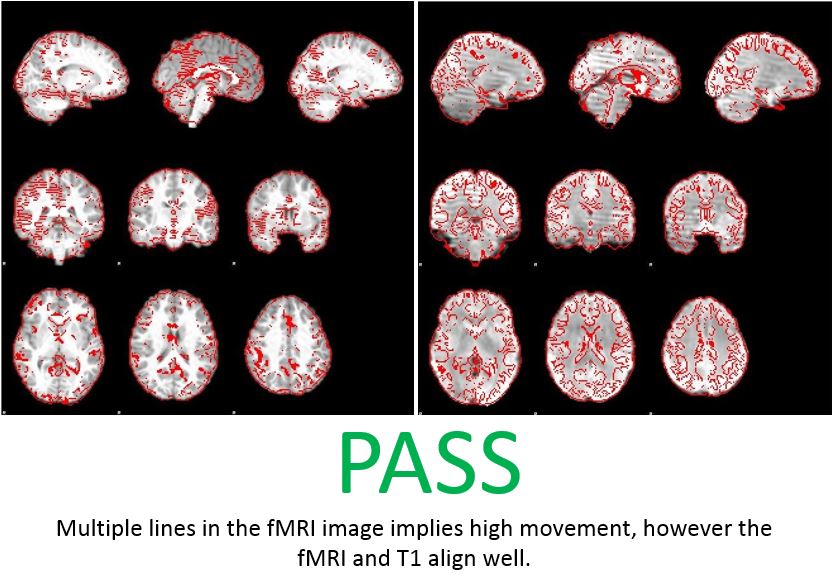 PASS
Multiple lines in the fMRI image implies high movement, however the
fMRI and T1 align well.